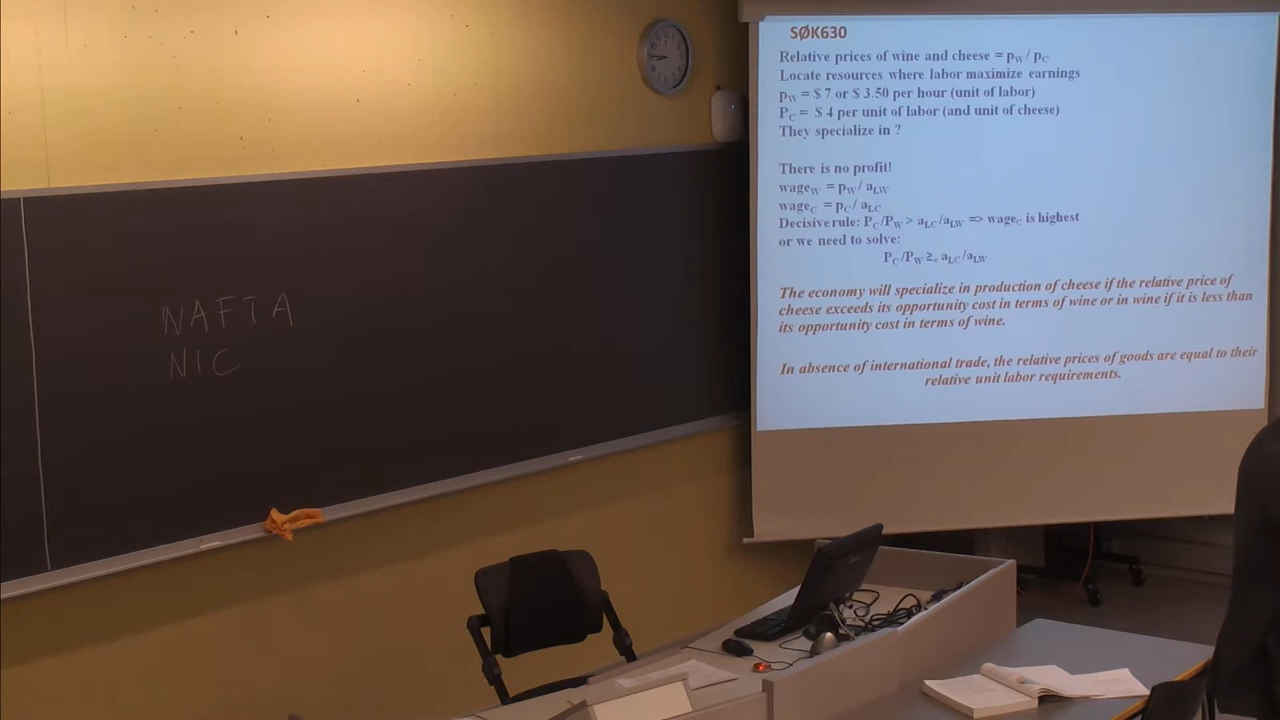 NAFTA
NIC
SØK630
Relative prices of wine and cheese = pW / pC
Locate resources where labor maximize earnings
pW = $ 7 or $ 3.50 per hour (unit of labor)
PC = $ 4 per unit of labor (and unit of cheese)
They specialize in ?
There is no profit!
wageW = pW / aLW
wageC = pC / aLC
Decisive rule: PC/PW > aLC/aLW => wageC is highest
or we need to solve:
PC/PW ≥< aLC/aLW
The economy will specialize in production of cheese if the relative price of
cheese exceeds its opportunity cost in terms of wine or in wine if it is less than
its opportunity cost in terms of wine.
In absence of international trade, the relative prices of goods are equal to their
relative unit labor requirements.